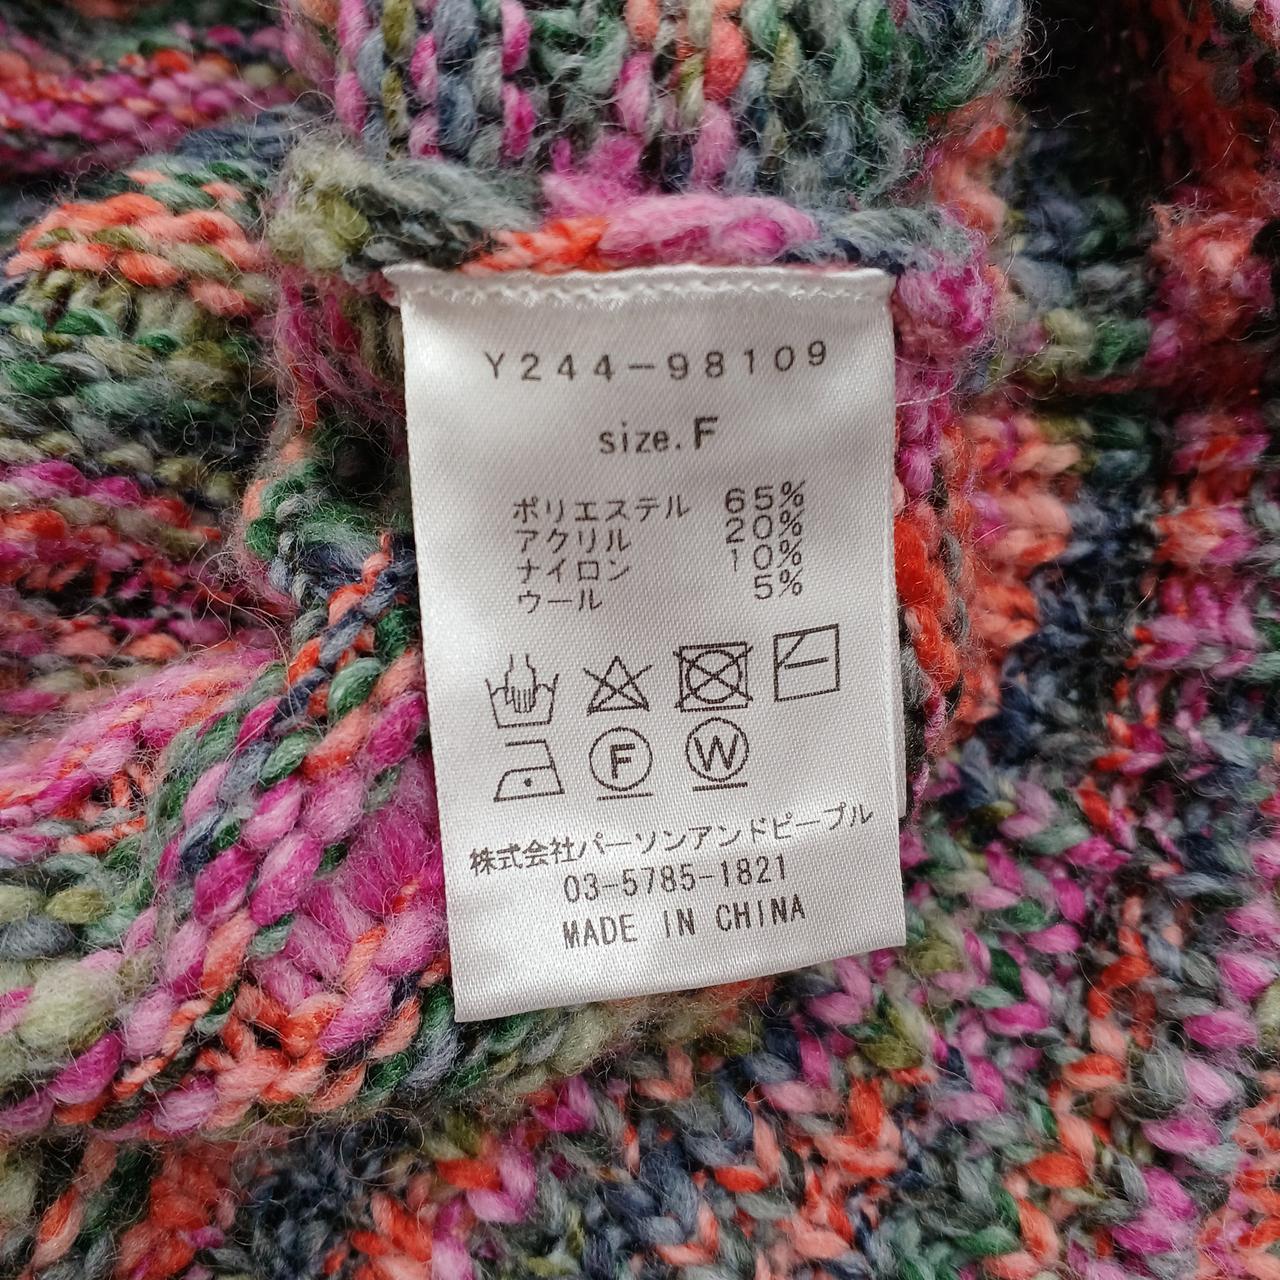 Y244-98109
size.F
ポリエステル 65%
アクリル 20%
ナイロン 10%
ウール 5%
F W
株式会社パーソンアンドピープル
03-5785-1821
MADE IN CHINA